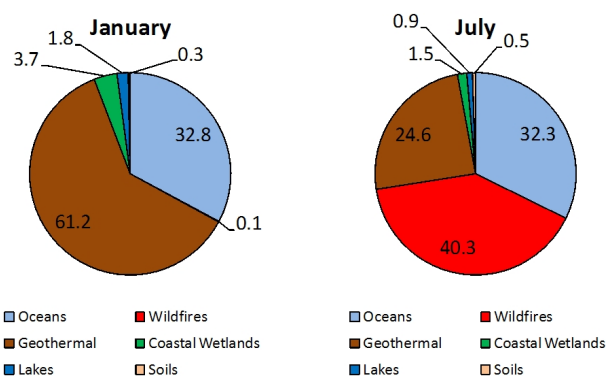 January
1.8
0.3
3.7
32.8
0.1
61.2
Oceans
Wildfires
Geothermal
Coastal Wetlands
Lakes
Soils
July
0.9
0.5
1.5
24.6
32.3
40.3
Oceans
Wildfires
Geothermal
Coastal Wetlands
Lakes
Soils